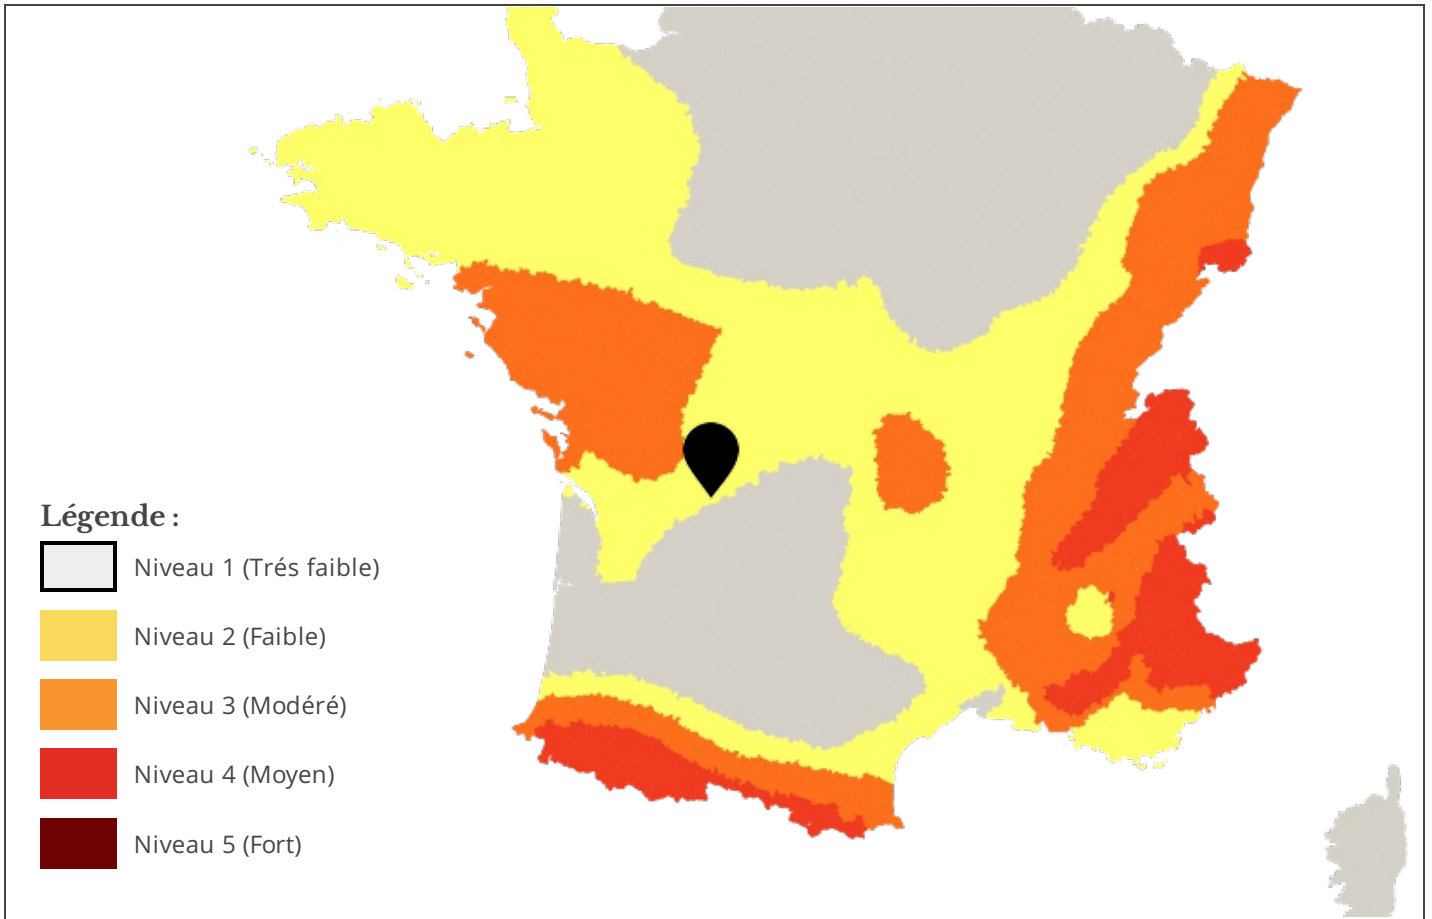 Légende :
Niveau 1 (Trés faible)
Niveau 2 (Faible)
Niveau 3 (Modéré)
Niveau 4 (Moyen)
Niveau 5 (Fort)